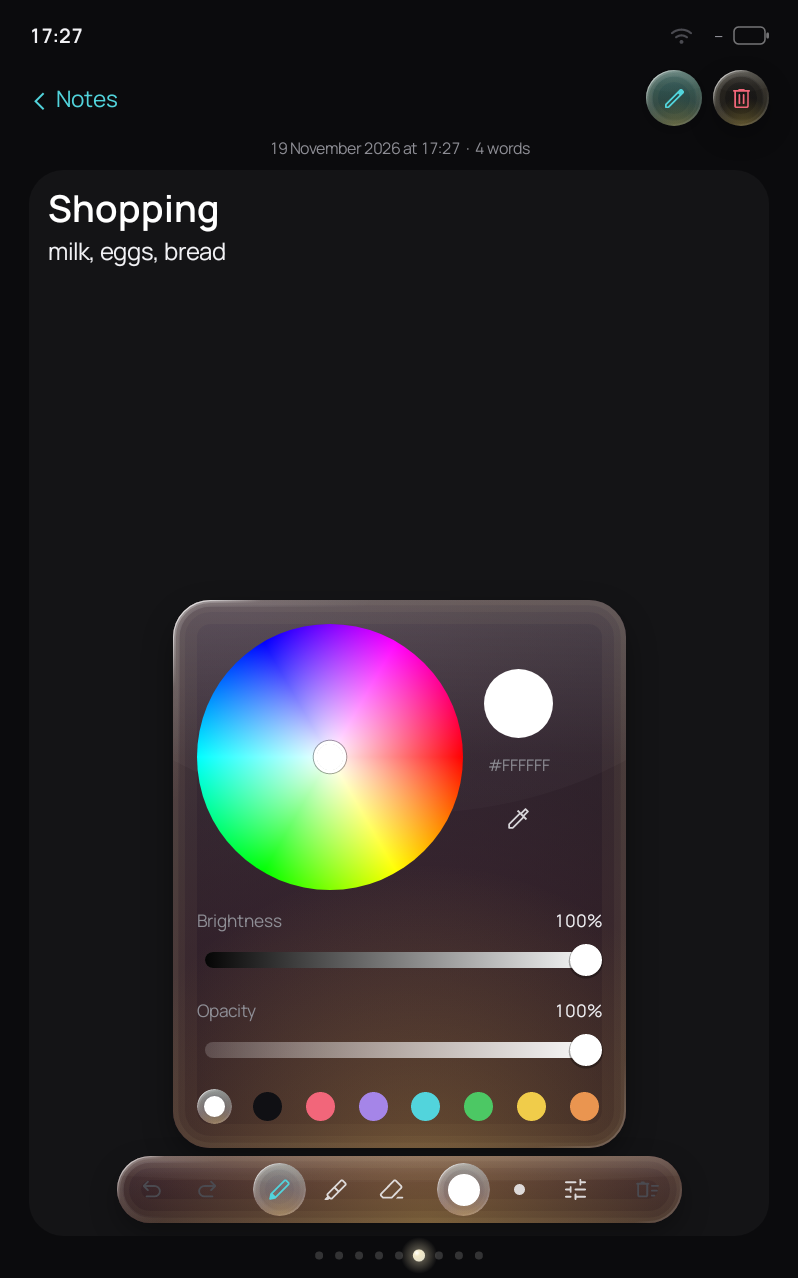 17:27
Notes
19 November 2026 at 17:27 · 4 words
Shopping
milk, eggs, bread
#FFFFFF
Brightness 100%
Opacity 100%